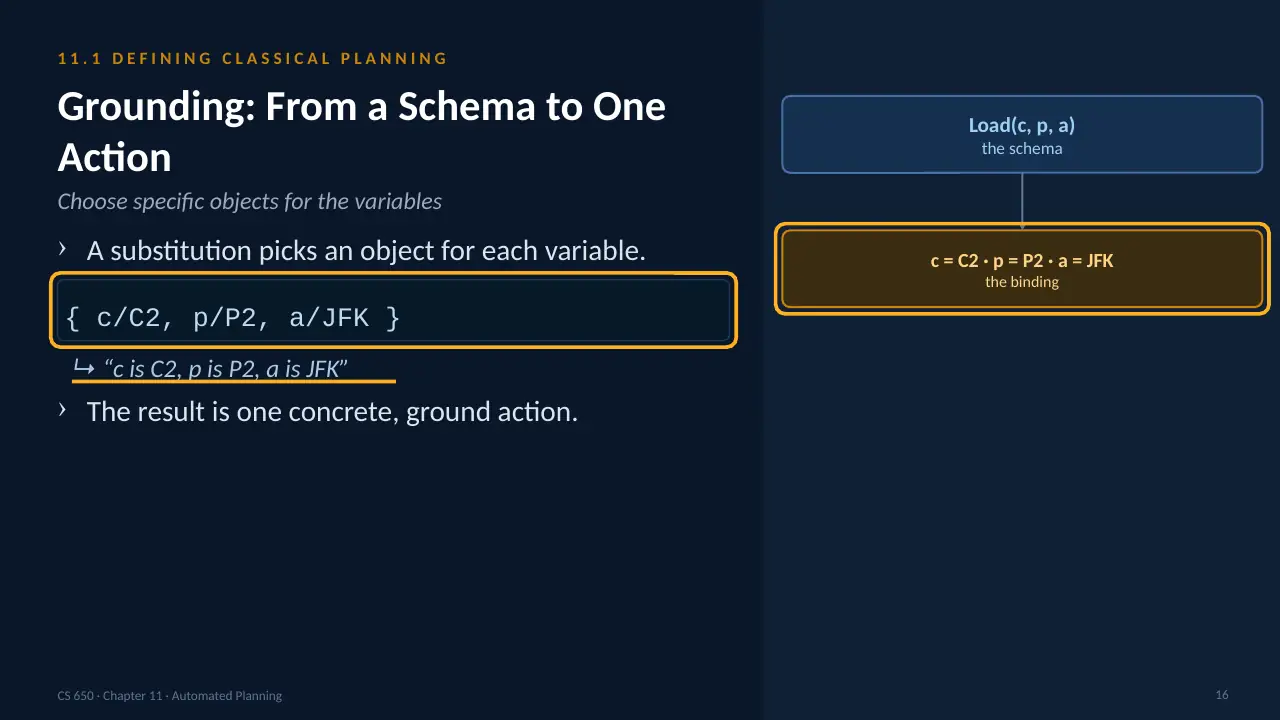 11.1 DEFINING CLASSICAL PLANNING
Grounding: From a Schema to One
Action
Choose specific objects for the variables
› A substitution picks an object for each variable.
{ c/C2, p/P2, a/JFK }
↪ “c is C2, p is P2, a is JFK”
› The result is one concrete, ground action.
Load(c, p, a)
the schema
c = C2 · p = P2 · a = JFK
the binding
CS 650 · Chapter 11 · Automated Planning
16